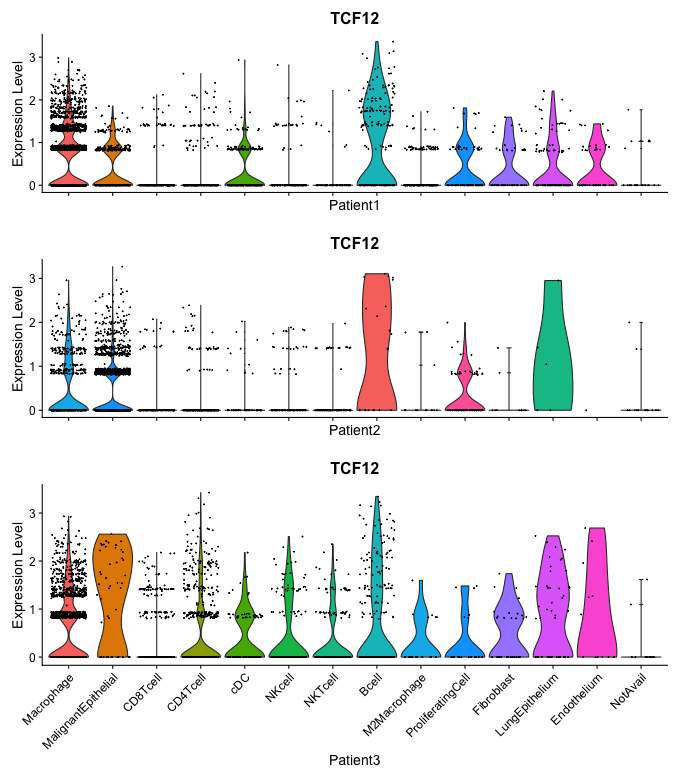 TCF12
Expression Level
3
2
1
0
Patient1
TCF12
Expression Level
3
2
1
0
Patient2
TCF12
Expression Level
3
2
1
0
Macrophage
MalignantEpithelial
CD8Tcell
CD4Tcell
cDC
NKcell
NKTcell
Bcell
M2Macrophage
ProliferatingCell
Fibroblast
LungEpithelium
Endothelium
NotAvail
Patient3